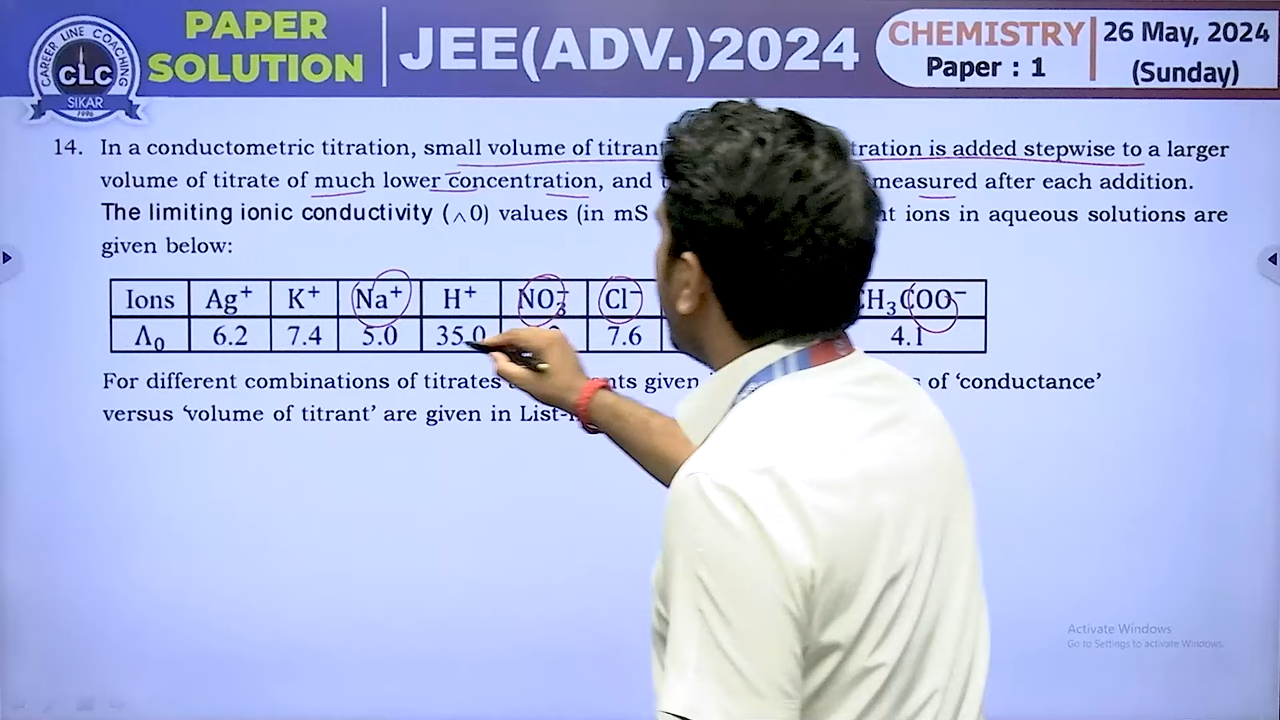 CAREER LINE COACHING
CLC
SIKAR
1996
PAPER
SOLUTION
JEE(ADV.)2024
CHEMISTRY
Paper : 1
26 May, 2024
(Sunday)
14. In a conductometric titration, small volume of titrant tration is added stepwise to a larger
volume of titrate of much lower concentration, and measured after each addition.
The limiting ionic conductivity (∧0) values (in mS t ions in aqueous solutions are
given below:
Ions Ag⁺ K⁺ Na⁺ H⁺ NO₃⁻ Cl⁻ CH₃COO⁻
Λ₀ 6.2 7.4 5.0 35.0 7.6 4.1
For different combinations of titrates nts given of ‘conductance’
versus ‘volume of titrant’ are given in List-
Activate Windows
Go to Settings to activate Windows.